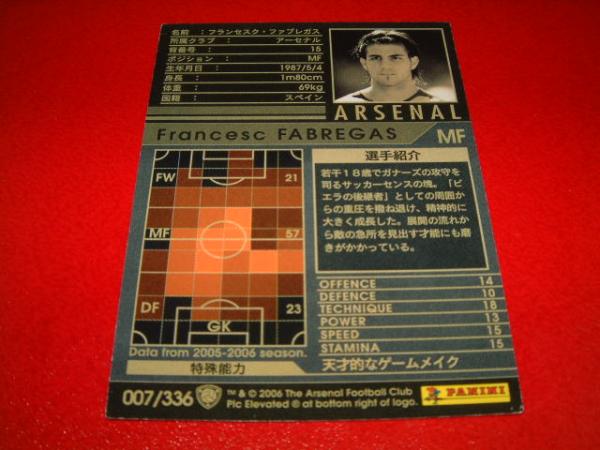 名前 : フランセスク・ファブレガス
所属クラブ : アーセナル
背番号 : 15
ポジション : MF
生年月日 : 1987/5/4
身長 : 1m80cm
体重 : 69kg
国籍 : スペイン
ARSENAL
Francesc FABREGAS MF
FW 21
MF 57
DF 23
GK
Data from 2005-2006 season.
選手紹介
若干18歳でガナーズの攻守を
司るサッカーセンスの塊。「ビ
エラの後継者」としての周囲
からの重圧を撥ね退け、精神的に
大きく成長した。展開の流れか
ら敵の急所を見出す才能にも磨
きがかかっている。
OFFENCE 14
DEFENCE 10
TECHNIQUE 18
POWER 13
SPEED 15
STAMINA 15
特殊能力 天才的なゲームメイク
007/336
™ & © 2006 The Arsenal Football Club
Plc Elevated ® at bottom right of logo.
PANINI